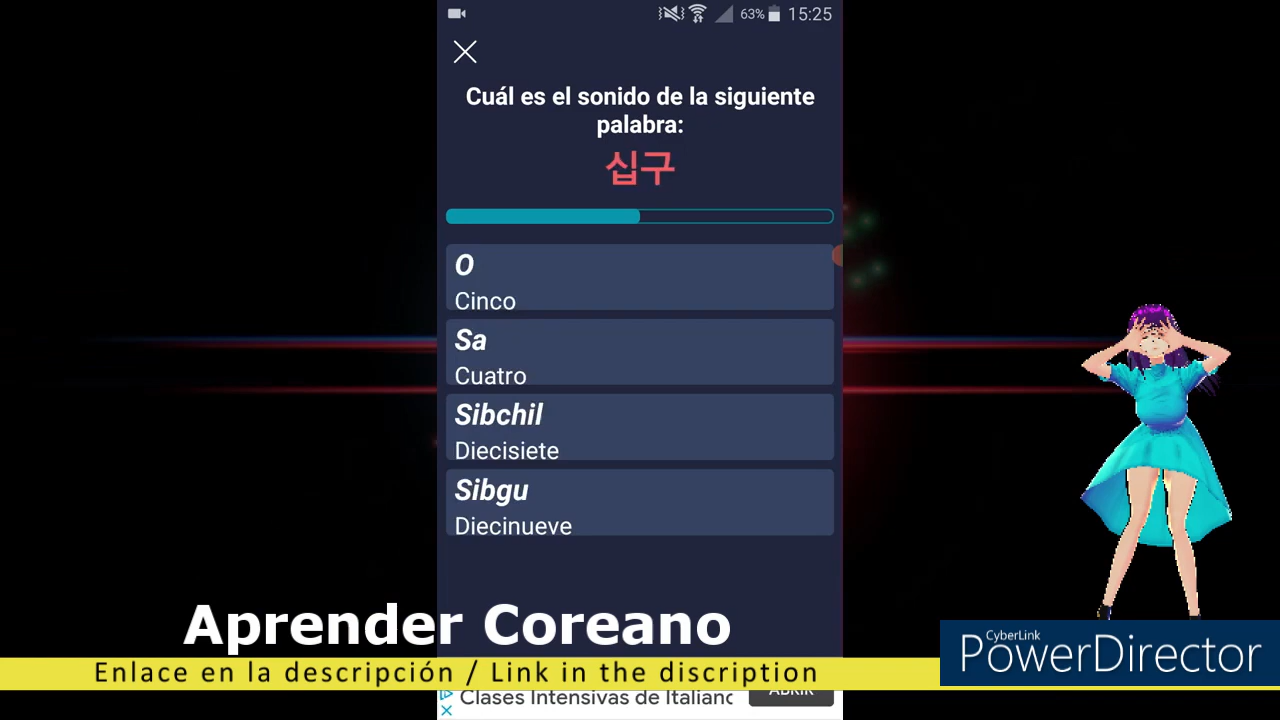 63% 15:25
Cuál es el sonido de la siguiente
palabra:
십구
O
Cinco
Sa
Cuatro
Sibchil
Diecisiete
Sibgu
Diecinueve
Aprender Coreano
CyberLink
PowerDirector
Enlace en la descripción / Link in the discription
Clases Intensivas de Italiano
ABRIR